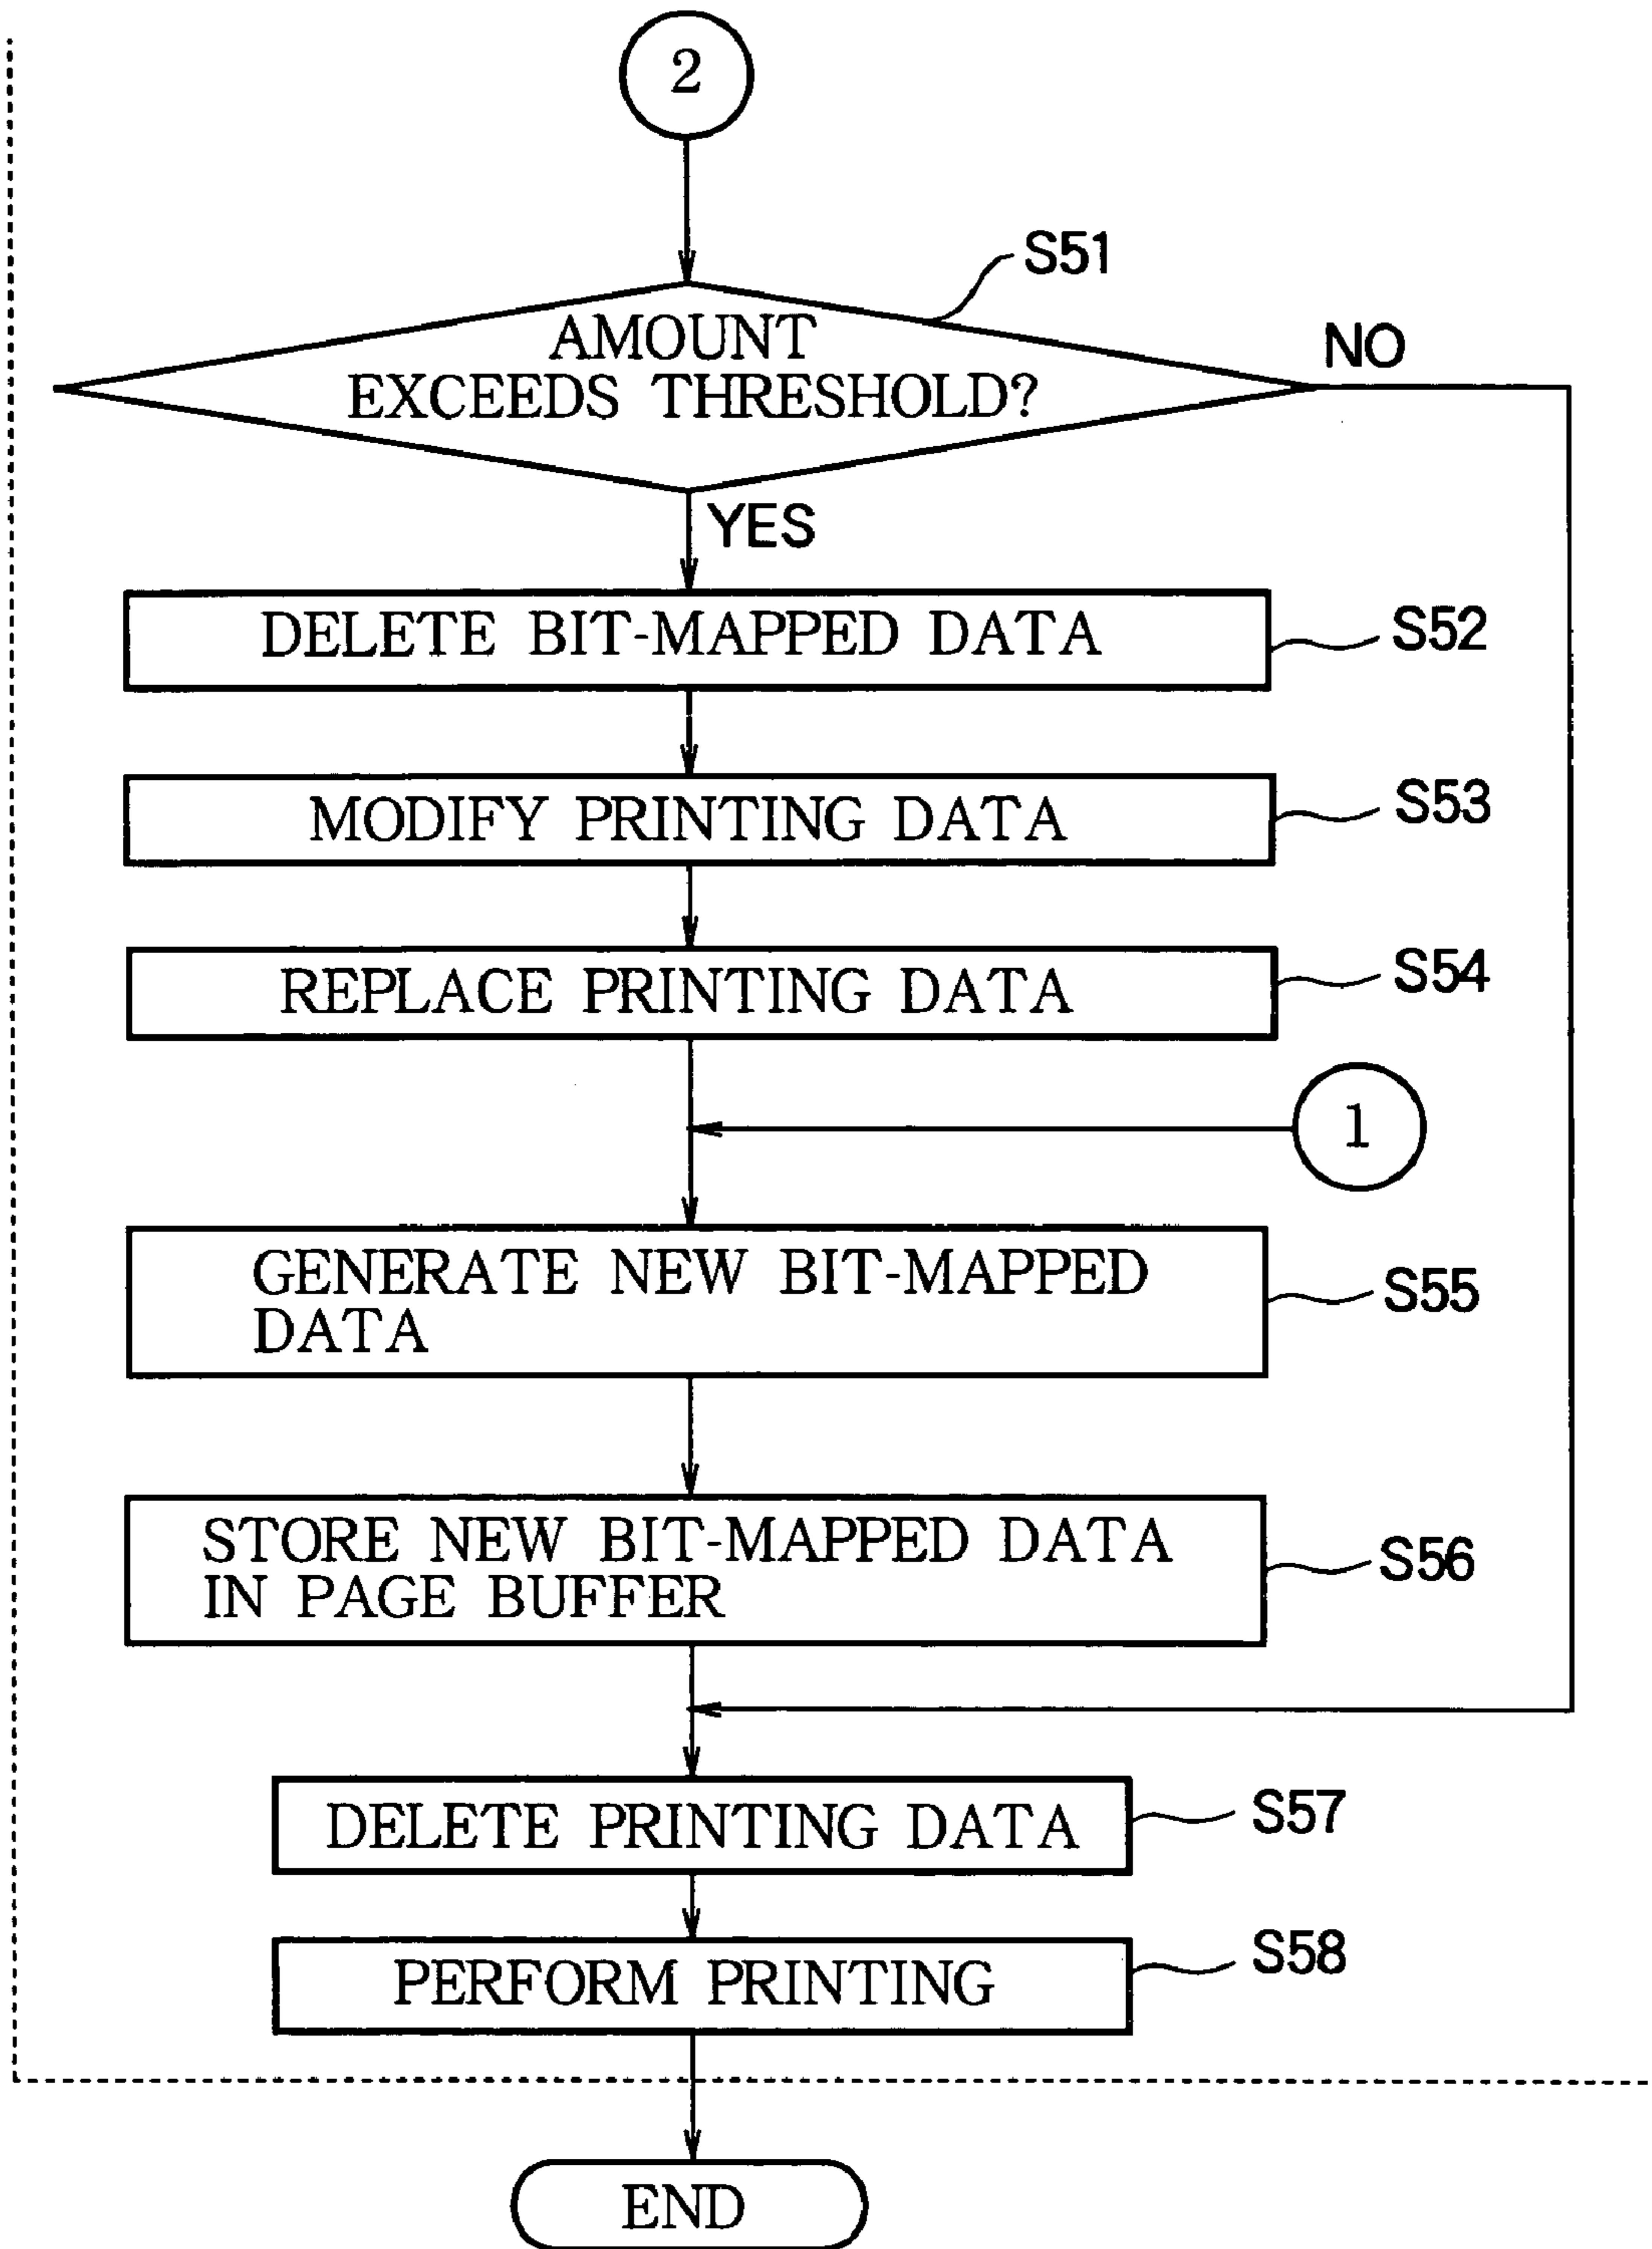 2
S51
AMOUNT
EXCEEDS THRESHOLD?
NO
YES
DELETE BIT-MAPPED DATA
S52
MODIFY PRINTING DATA
S53
REPLACE PRINTING DATA
S54
1
GENERATE NEW BIT-MAPPED
DATA
S55
STORE NEW BIT-MAPPED DATA
IN PAGE BUFFER
S56
DELETE PRINTING DATA
S57
PERFORM PRINTING
S58
END